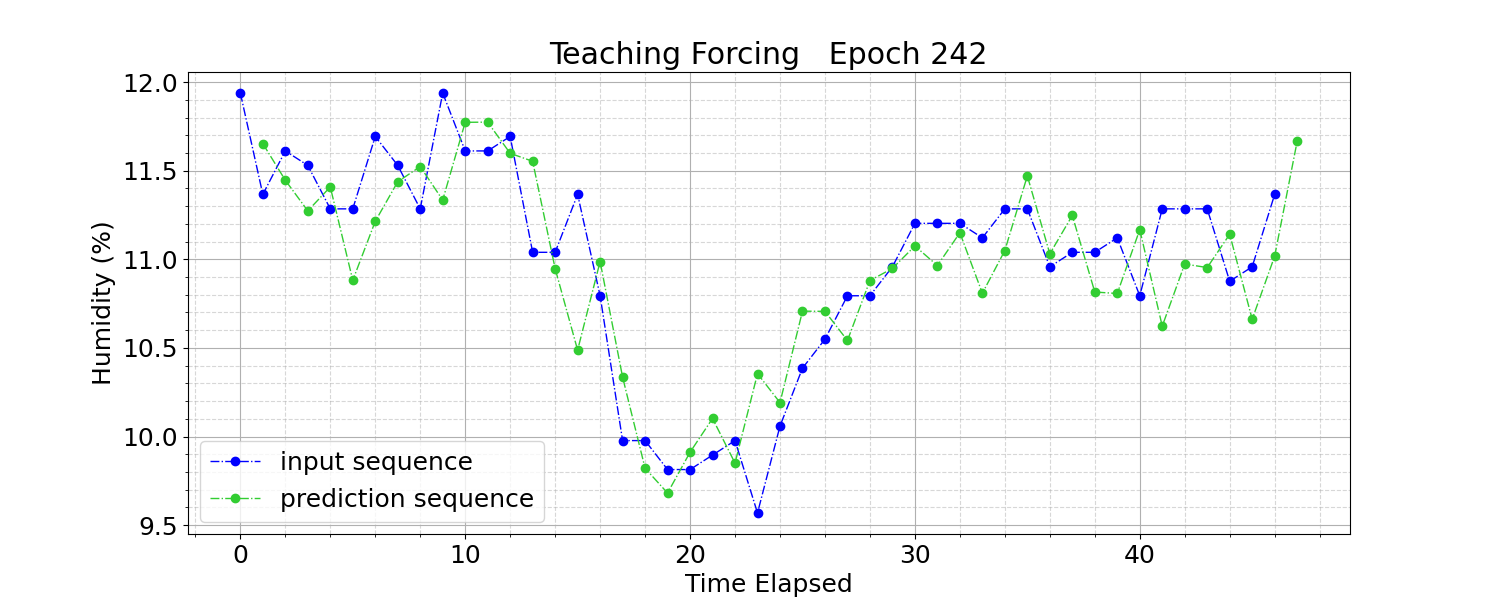 Teaching Forcing   Epoch 242
12.0
11.5
11.0
10.5
10.0
9.5
Humidity (%)
input sequence
prediction sequence
0 10 20 30 40
Time Elapsed